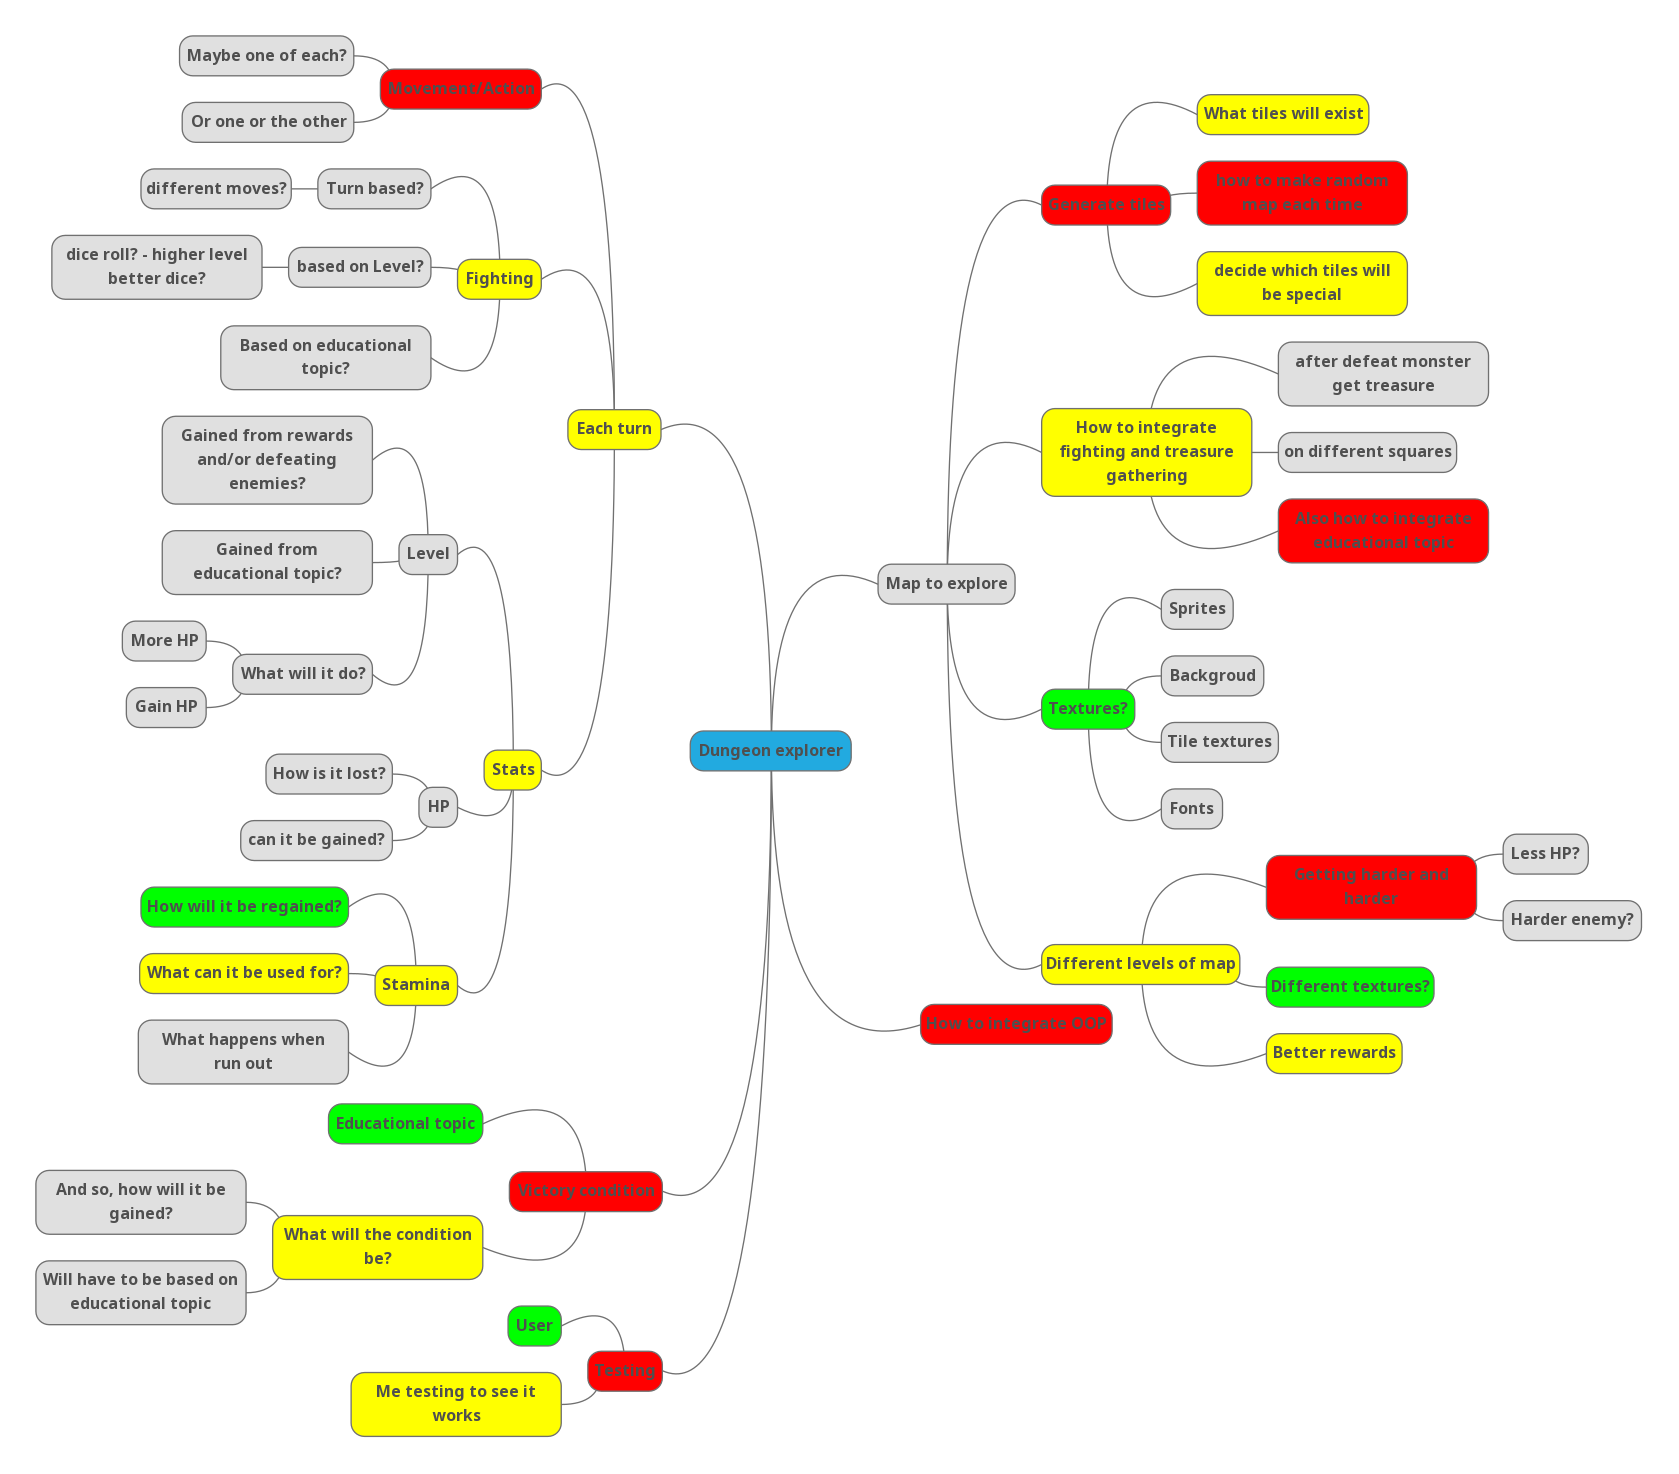 Maybe one of each?
Movement/Action
Or one or the other
different moves?
Turn based?
dice roll? - higher level
better dice?
based on Level?
Fighting
Based on educational
topic?
Each turn
Gained from rewards
and/or defeating
enemies?
Level
Gained from
educational topic?
More HP
What will it do?
Gain HP
Stats
How is it lost?
HP
can it be gained?
How will it be regained?
What can it be used for?
Stamina
What happens when
run out
Dungeon explorer
Educational topic
Victory condition
And so, how will it be
gained?
What will the condition
be?
Will have to be based on
educational topic
User
Testing
Me testing to see it
works
What tiles will exist
how to make random
map each time
Generate tiles
decide which tiles will
be special
after defeat monster
get treasure
How to integrate
fighting and treasure
gathering
on different squares
Also how to integrate
educational topic
Map to explore
Sprites
Backgroud
Textures?
Tile textures
Fonts
Less HP?
Getting harder and
harder
Harder enemy?
Different levels of map
Different textures?
Better rewards
How to integrate OOP